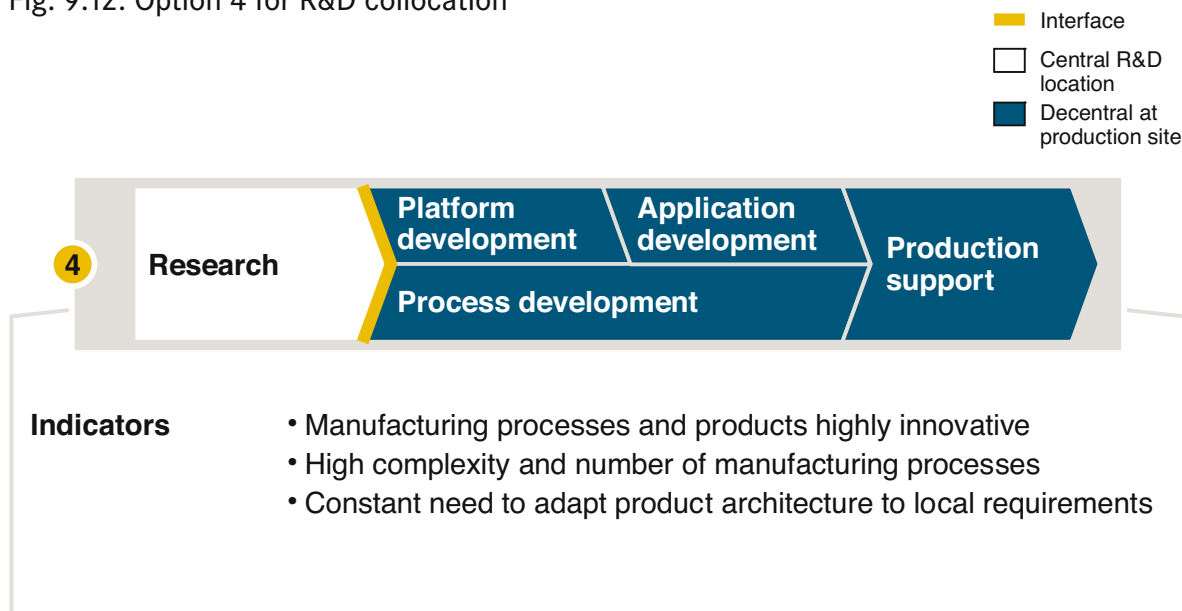 Fig. 9.12. Option 4 for R&D collocation
Interface
Central R&D
location
Decentral at
production site
4
Research
Platform
development
Application
development
Process development
Production
support
Indicators
• Manufacturing processes and products highly innovative
• High complexity and number of manufacturing processes
• Constant need to adapt product architecture to local requirements